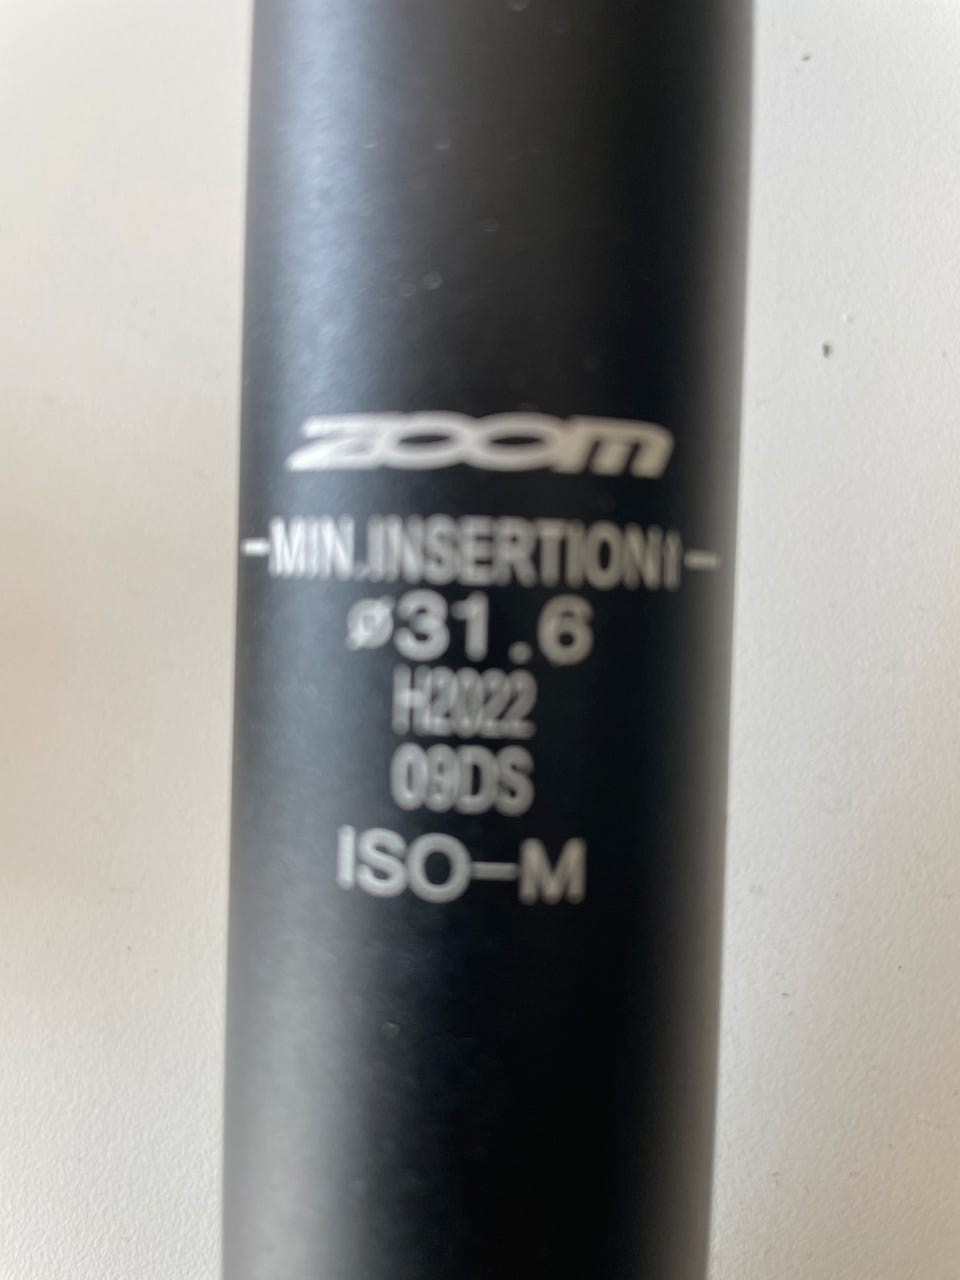 zoom
-MIN.INSERTION!-
ø31.6
H2022
09DS
ISO-M